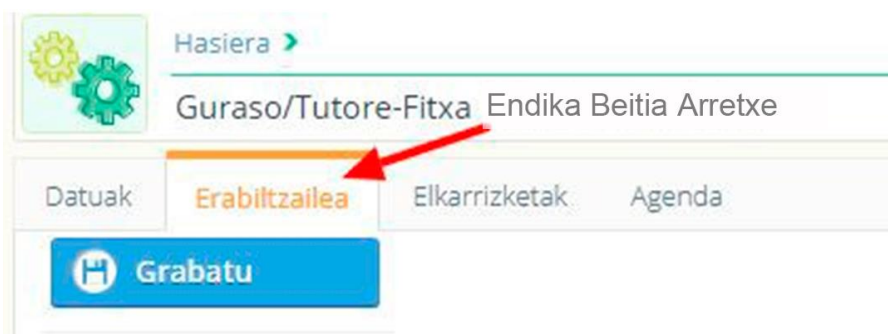 Hasiera >
Guraso/Tutore-Fitxa Endika Beitia Arretxe
Datuak Erabiltzailea Elkarrizketak Agenda
Grabatu